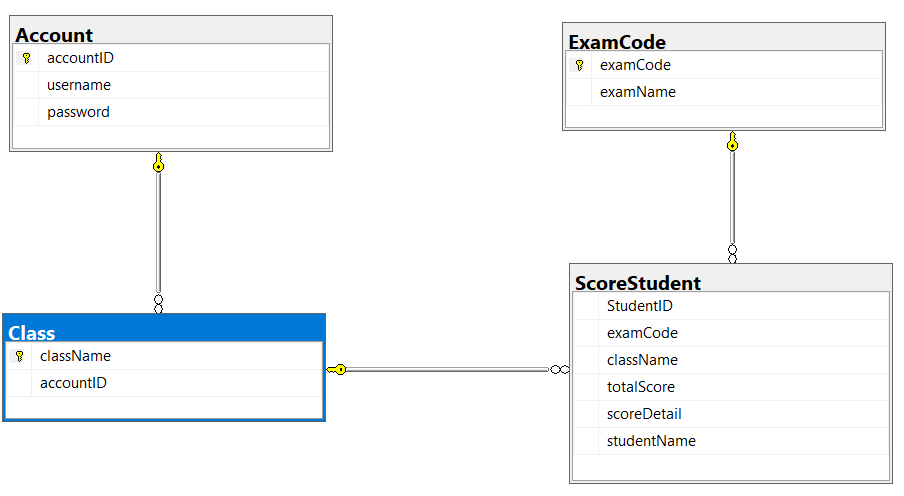 Account
accountID
username
password
ExamCode
examCode
examName
Class
className
accountID
ScoreStudent
StudentID
examCode
className
totalScore
scoreDetail
studentName